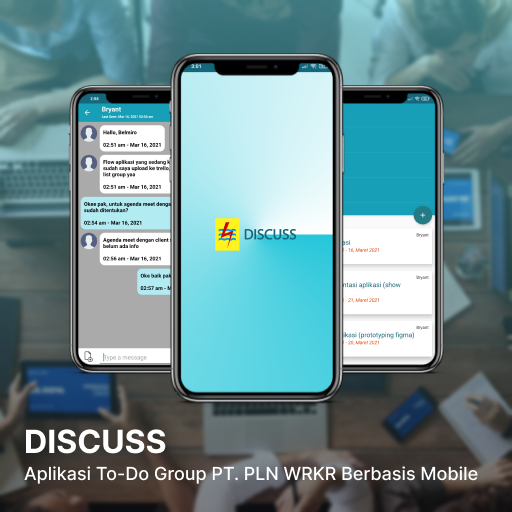 2:52
Bryant
Last Seen: Mar 16, 2021 02:56 am
Hallo, Belmiro
02:51 am - Mar 16, 2021
Flow aplikasi yang sedang k
sudah saya upload ke trello,
list group yaa
02:51 am - Mar 16, 2021
Okee pak, untuk agenda meet denga
sudah ditentukan?
02:54 am - Mar 16, 2021
Agenda meet dengan client
belum ada info
02:56 am - Mar 16, 2021
Oke baik pak
02:57 am - M
Type a message
3:01
DISCUSS
+
Bryant
asi
- 16, Maret 2021
Bryant
ntasi aplikasi (show
- 21, Maret 2021
Bryant
ikasi (prototyping figma)
- 20, Maret 2021
DISCUSS
Aplikasi To-Do Group PT. PLN WRKR Berbasis Mobile